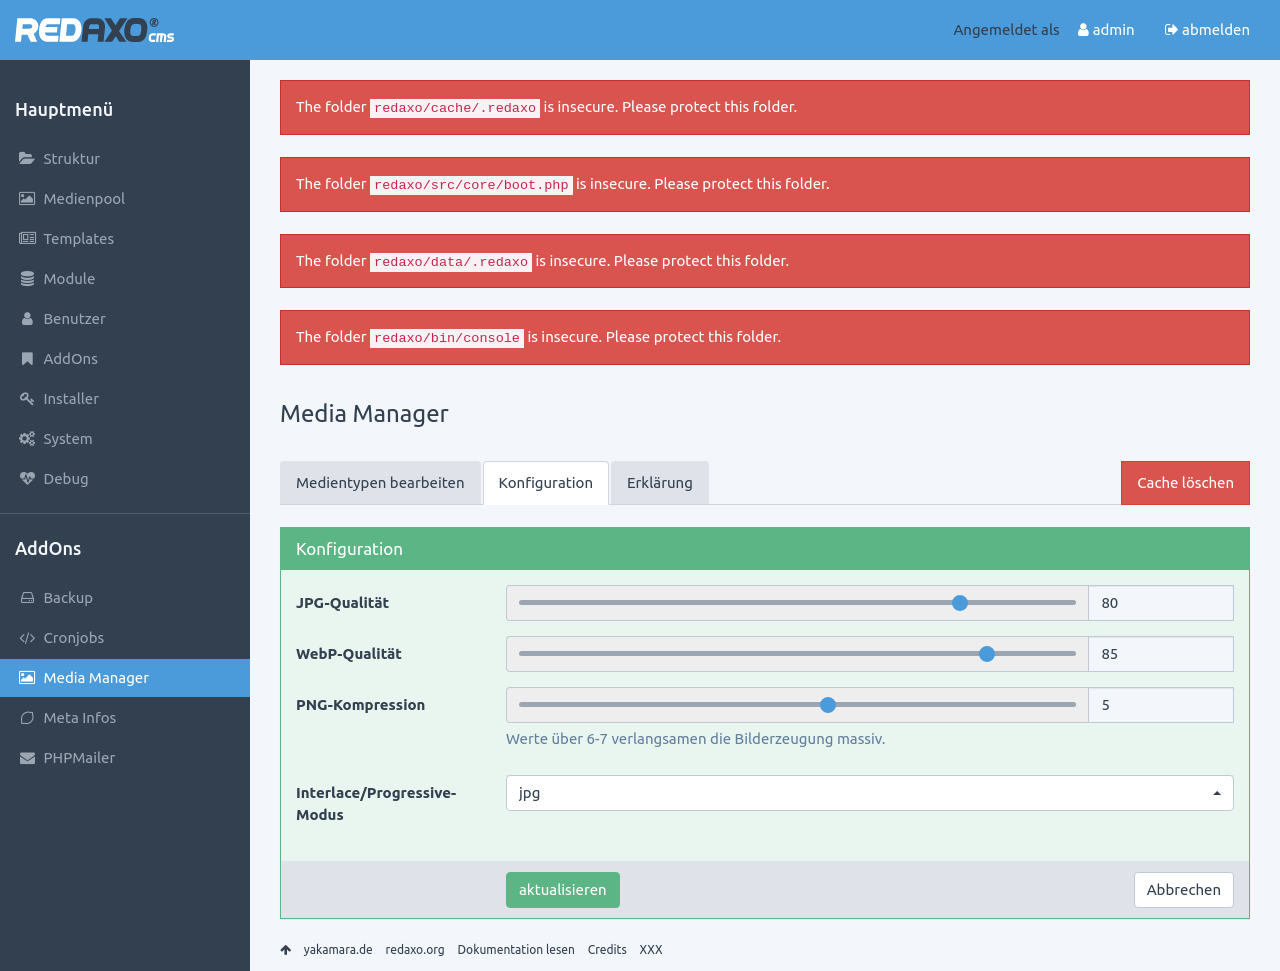 REDAXO® cms
Angemeldet als admin abmelden
Hauptmenü
Struktur
Medienpool
Templates
Module
Benutzer
AddOns
Installer
System
Debug
AddOns
Backup
Cronjobs
Media Manager
Meta Infos
PHPMailer
The folder redaxo/cache/.redaxo is insecure. Please protect this folder.
The folder redaxo/src/core/boot.php is insecure. Please protect this folder.
The folder redaxo/data/.redaxo is insecure. Please protect this folder.
The folder redaxo/bin/console is insecure. Please protect this folder.
Media Manager
Medientypen bearbeiten Konfiguration Erklärung Cache löschen
Konfiguration
JPG-Qualität 80
WebP-Qualität 85
PNG-Kompression 5
Werte über 6-7 verlangsamen die Bilderzeugung massiv.
Interlace/Progressive-
Modus
jpg
aktualisieren Abbrechen
yakamara.de redaxo.org Dokumentation lesen Credits XXX